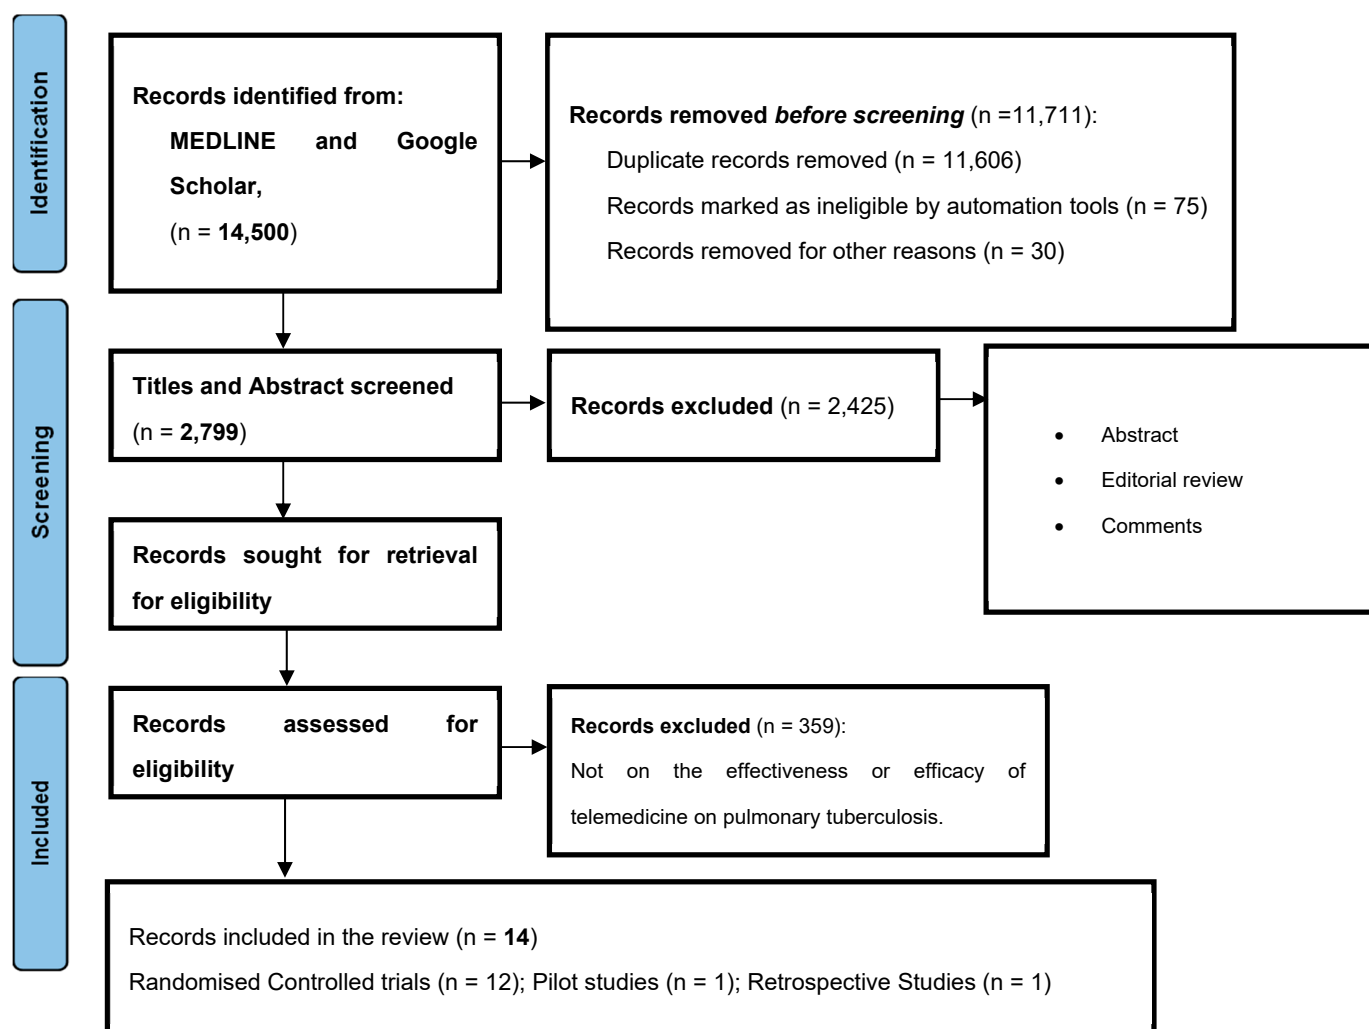 Identification
Records identified from:
MEDLINE and Google
Scholar,
(n = 14,500)
Records removed before screening (n =11,711):
Duplicate records removed (n = 11,606)
Records marked as ineligible by automation tools (n = 75)
Records removed for other reasons (n = 30)
Screening
Titles and Abstract screened
(n = 2,799)
Records excluded (n = 2,425)
• Abstract
• Editorial review
• Comments
Records sought for retrieval
for eligibility
Included
Records assessed for
eligibility
Records excluded (n = 359):
Not on the effectiveness or efficacy of
telemedicine on pulmonary tuberculosis.
Records included in the review (n = 14)
Randomised Controlled trials (n = 12); Pilot studies (n = 1); Retrospective Studies (n = 1)